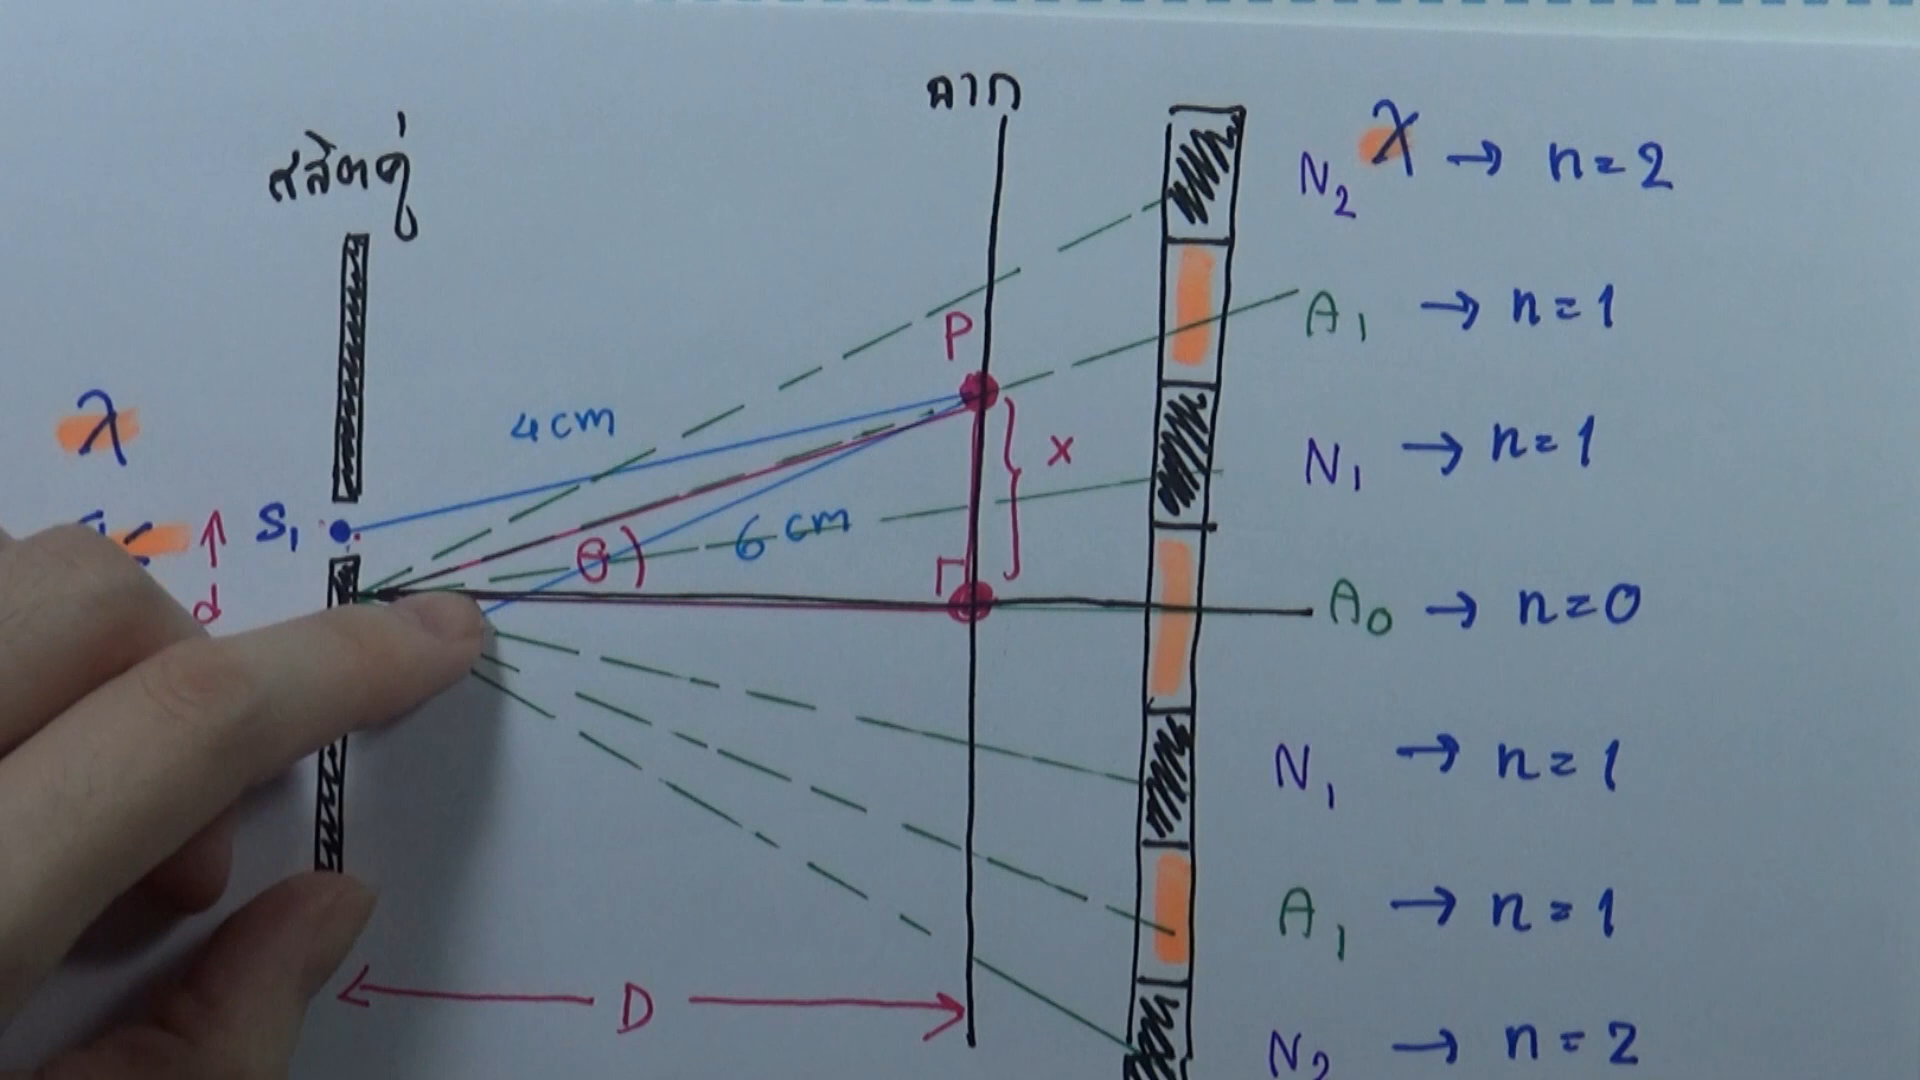 ฉาก
สลิตคู่
N₂ → n = 2
λ
A₁ → n = 1
P
λ
4 cm
x
N₁ → n = 1
S₁
6 cm
θ
d
A₀ → n = 0
N₁ → n = 1
A₁ → n = 1
D
N₂ → n = 2